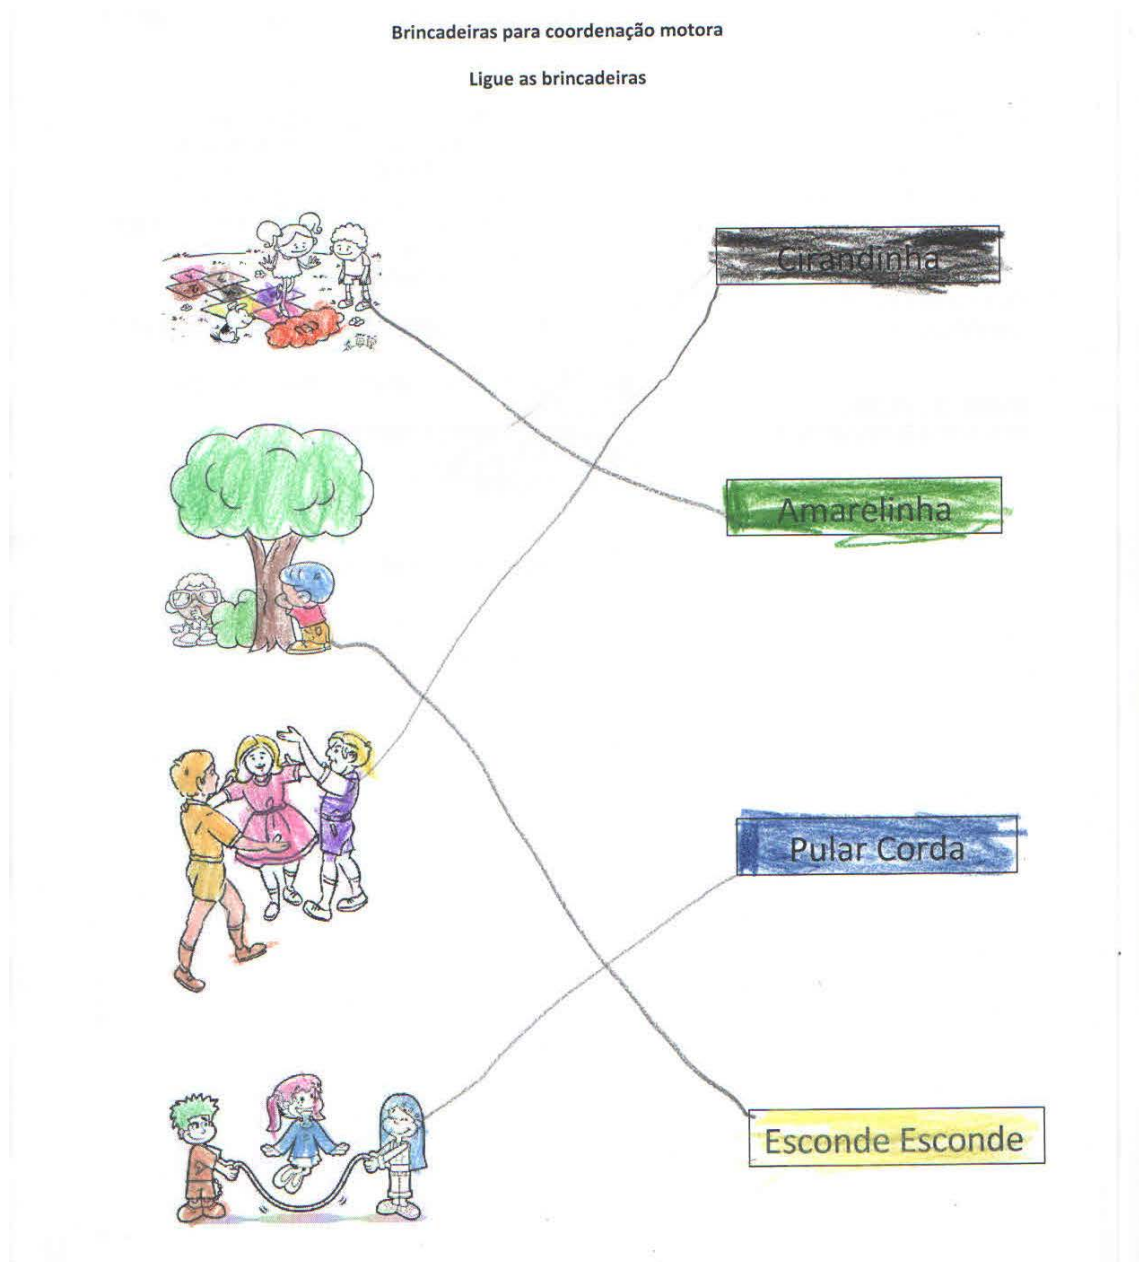 Brincadeiras para coordenação motora
Ligue as brincadeiras
Cirandinha
Amarelinha
Pular Corda
Esconde Esconde